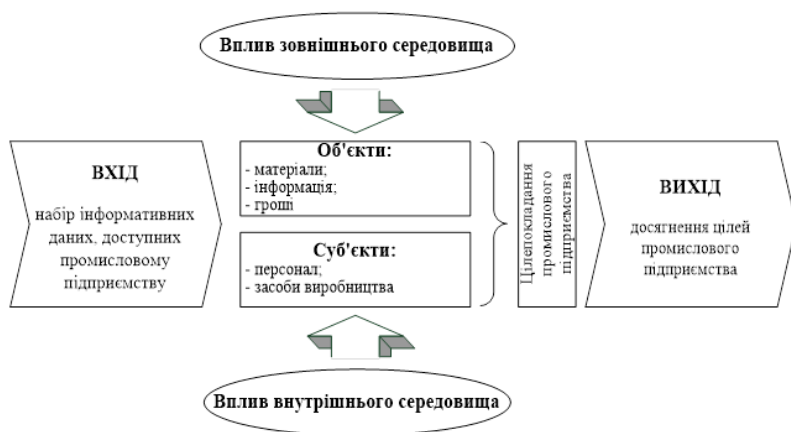 Вплив зовнішнього середовища
ВХІД
набір інформативних
даних, доступних
промисловому
підприємству
Об'єкти:
- матеріали;
- інформація;
- гроші
Суб'єкти:
- персонал;
- засоби виробництва
Цілепокладання
промислового
підприємства
ВИХІД
досягнення цілей
промислового
підприємства
Вплив внутрішнього середовища